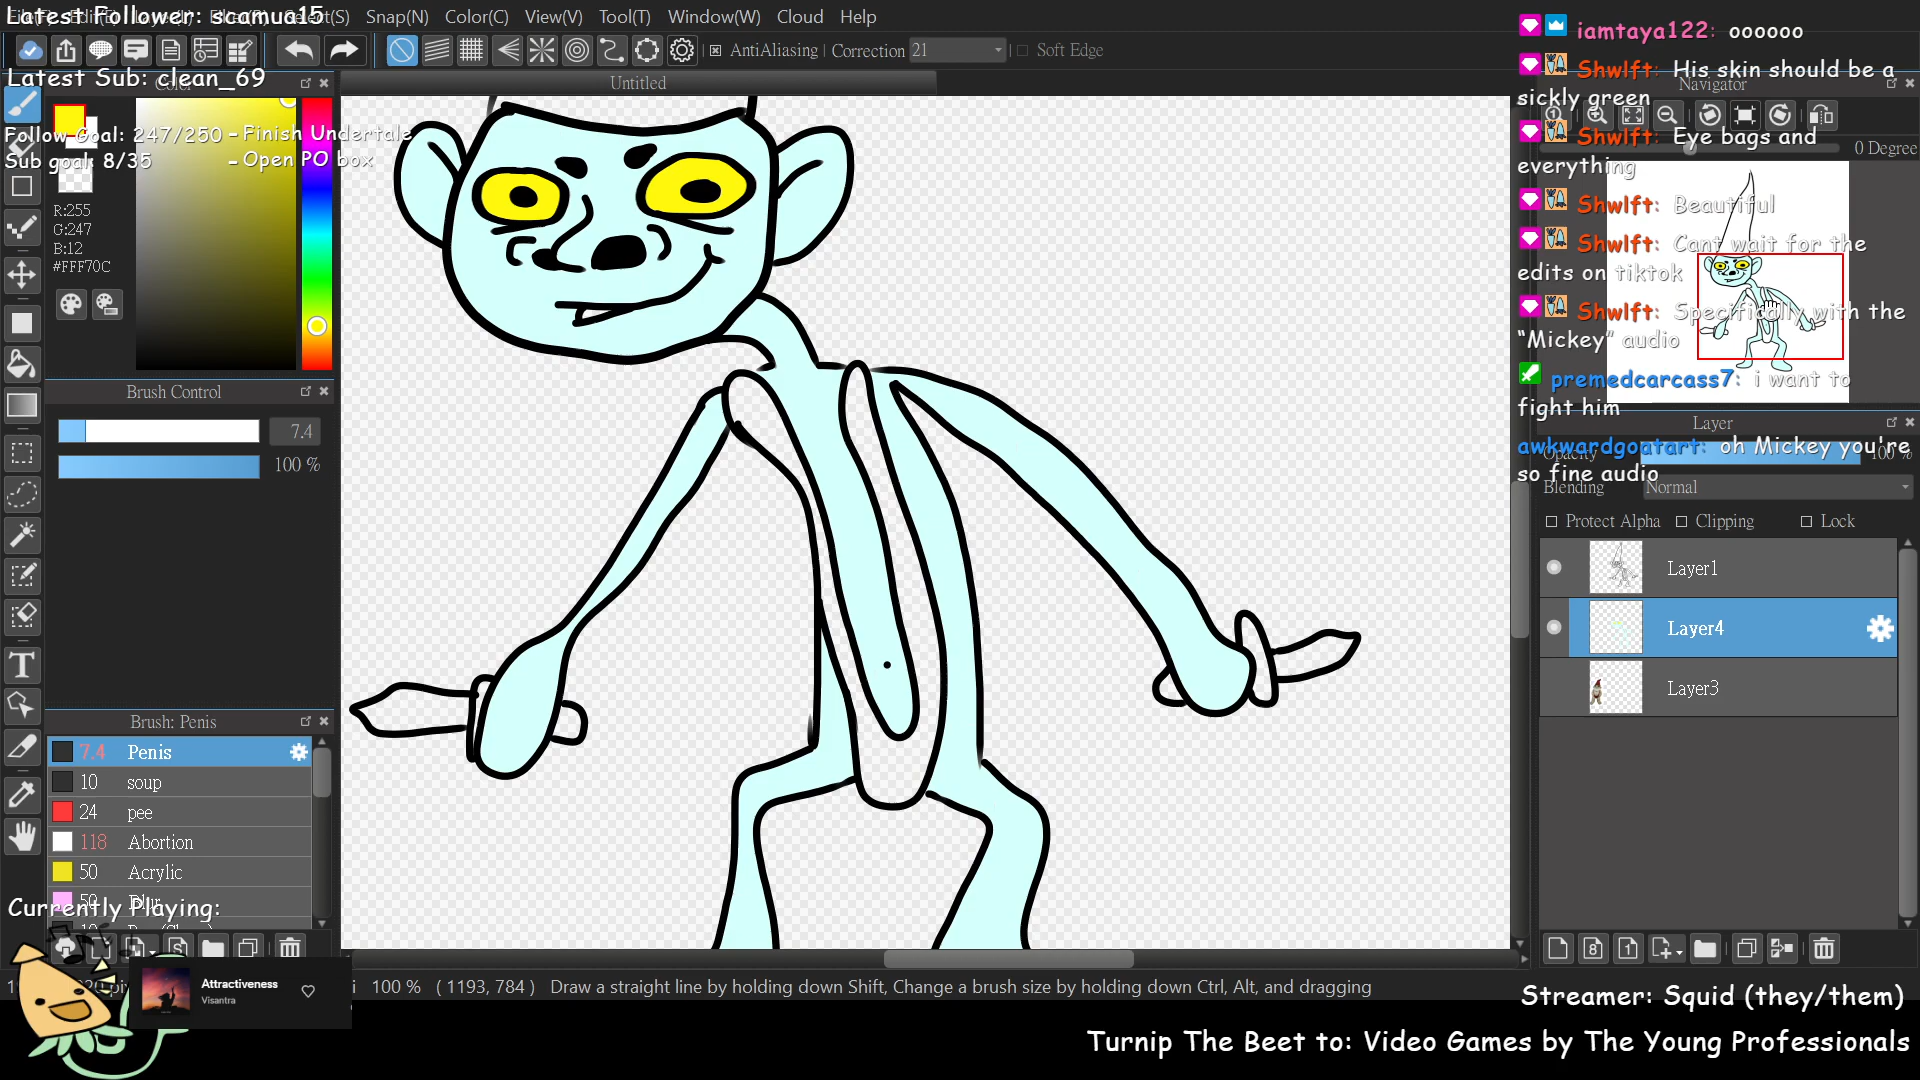 Latest Follower: scamus15
Select(S) Snap(N) Color(C) View(V) Tool(T) Window(W) Cloud Help
AntiAliasing Correction 21 Soft Edge
Latest Sub: clean_69
Color
Untitled
Follow Goal: 247/250 - Finish Undertale
Sub goal: 8/35 - Open PO box
R:255
G:247
B:12
#FFF70C
Brush Control
7.4
100 %
Brush: Penis
7.4 Penis
10 soup
24 pee
118 Abortion
50 Acrylic
50 Blur
Currently Playing:
Attractiveness
Visantra
100 % ( 1193, 784 ) Draw a straight line by holding down Shift, Change a brush size by holding down Ctrl, Alt, and dragging
iamtaya122: oooooo
Shwlft: His skin should be a
sickly green
Navigator
Shwlft: Eye bags and
everything
0 Degree
Shwlft: Beautiful
Shwlft: Cant wait for the
edits on tiktok
Shwlft: Specifically with the
“Mickey” audio
premedcarcass7: i want to
fight him
Layer
awkwardgoatart: oh Mickey you're
so fine audio
Opacity 100 %
Blending Normal
Protect Alpha Clipping Lock
Layer1
Layer4
Layer3
Streamer: Squid (they/them)
Turnip The Beet to: Video Games by The Young Professionals